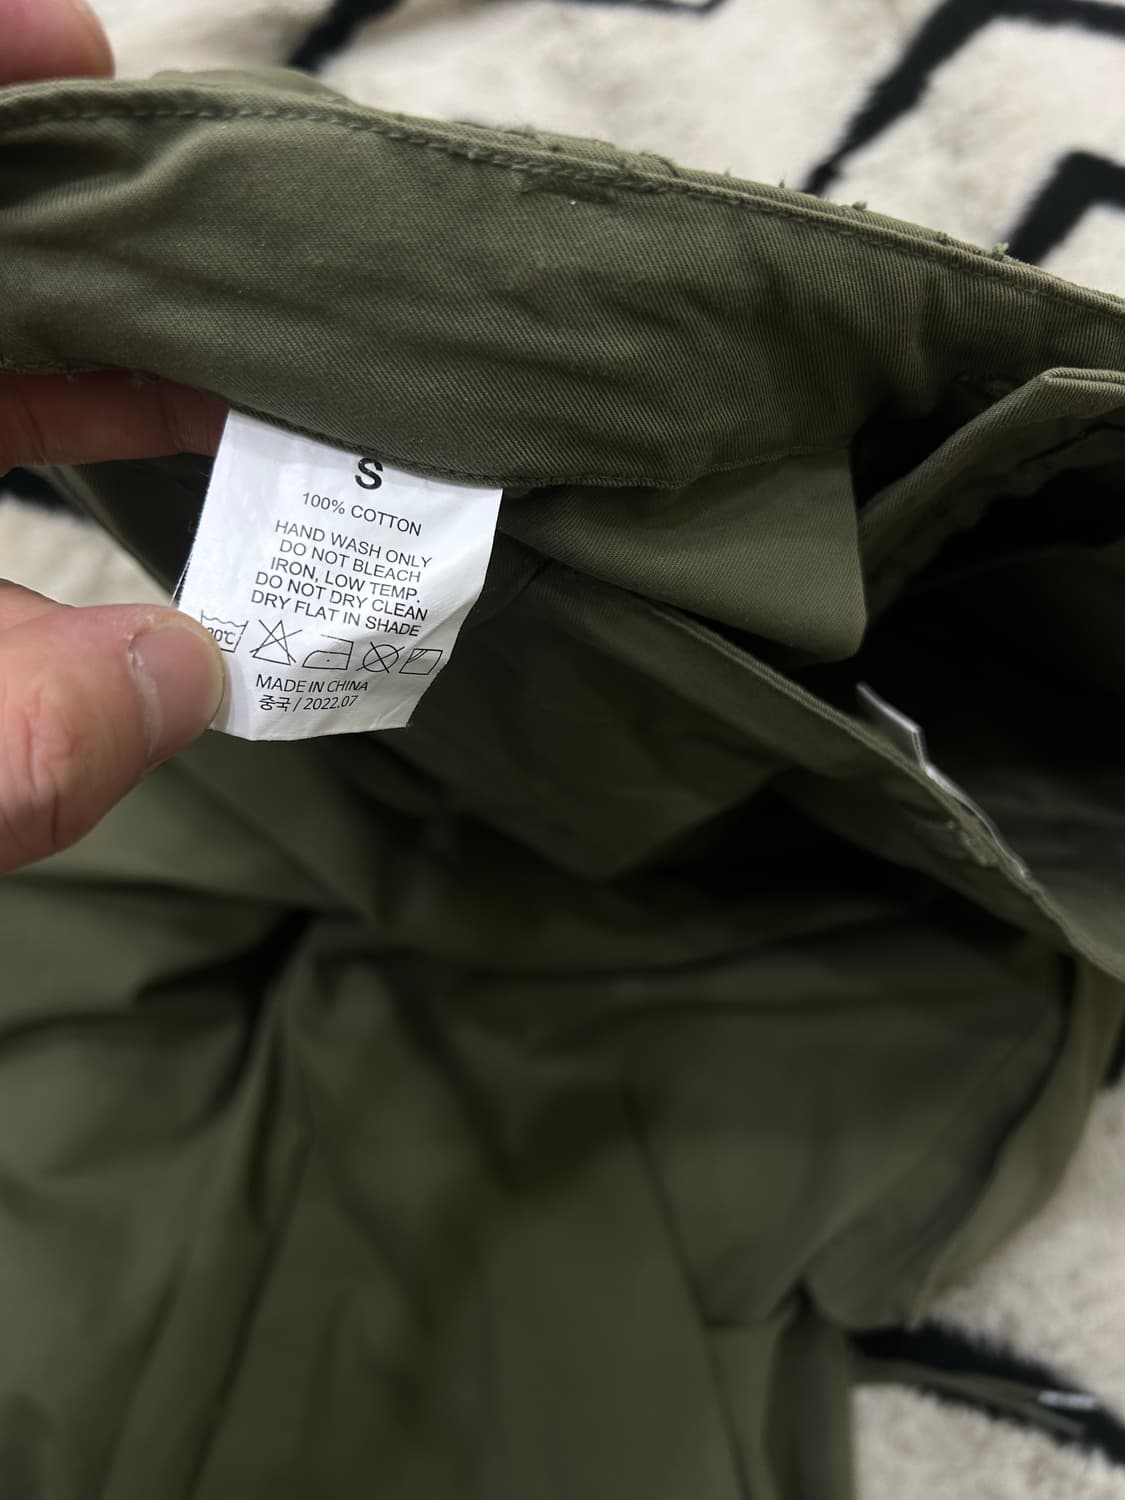 S
100% COTTON
HAND WASH ONLY
DO NOT BLEACH
IRON, LOW TEMP.
DO NOT DRY CLEAN
DRY FLAT IN SHADE
MADE IN CHINA
중국 / 2022.07